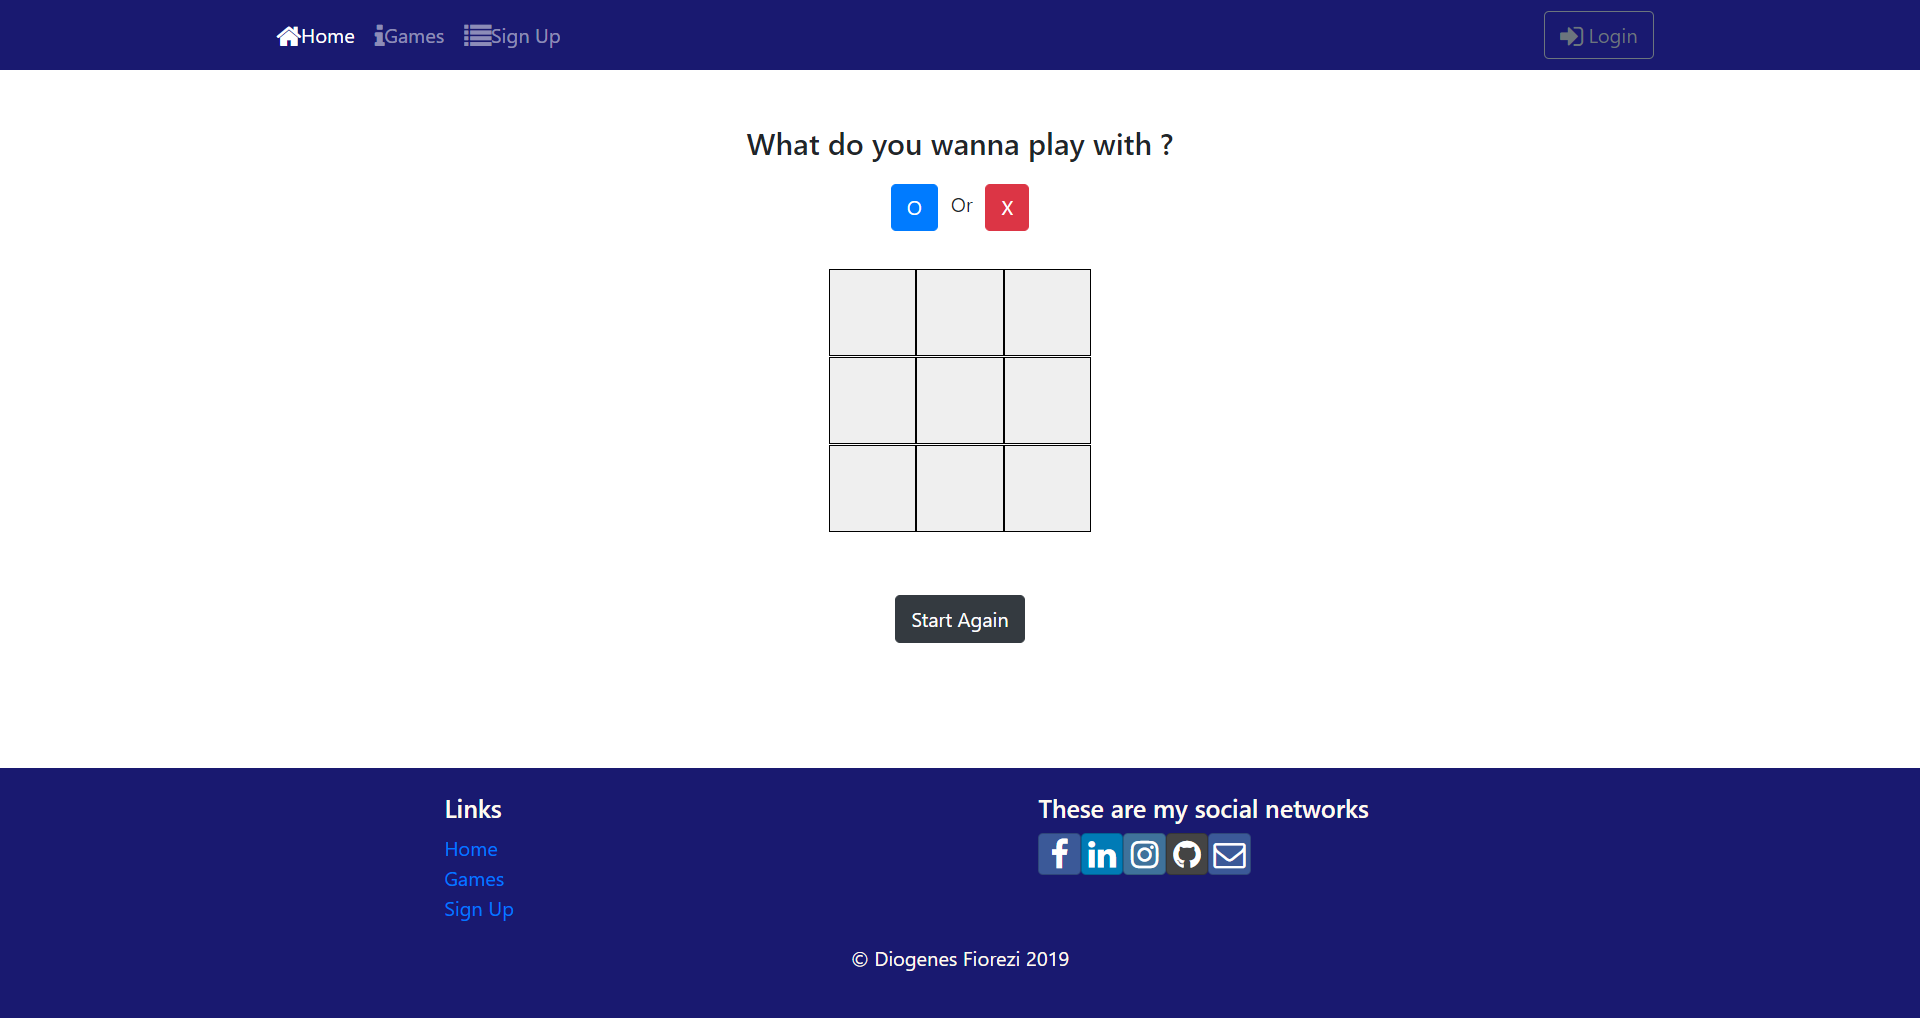 Home Games Sign Up Login
What do you wanna play with ?
O Or X
Start Again
Links
Home
Games
Sign Up
These are my social networks
© Diogenes Fiorezi 2019